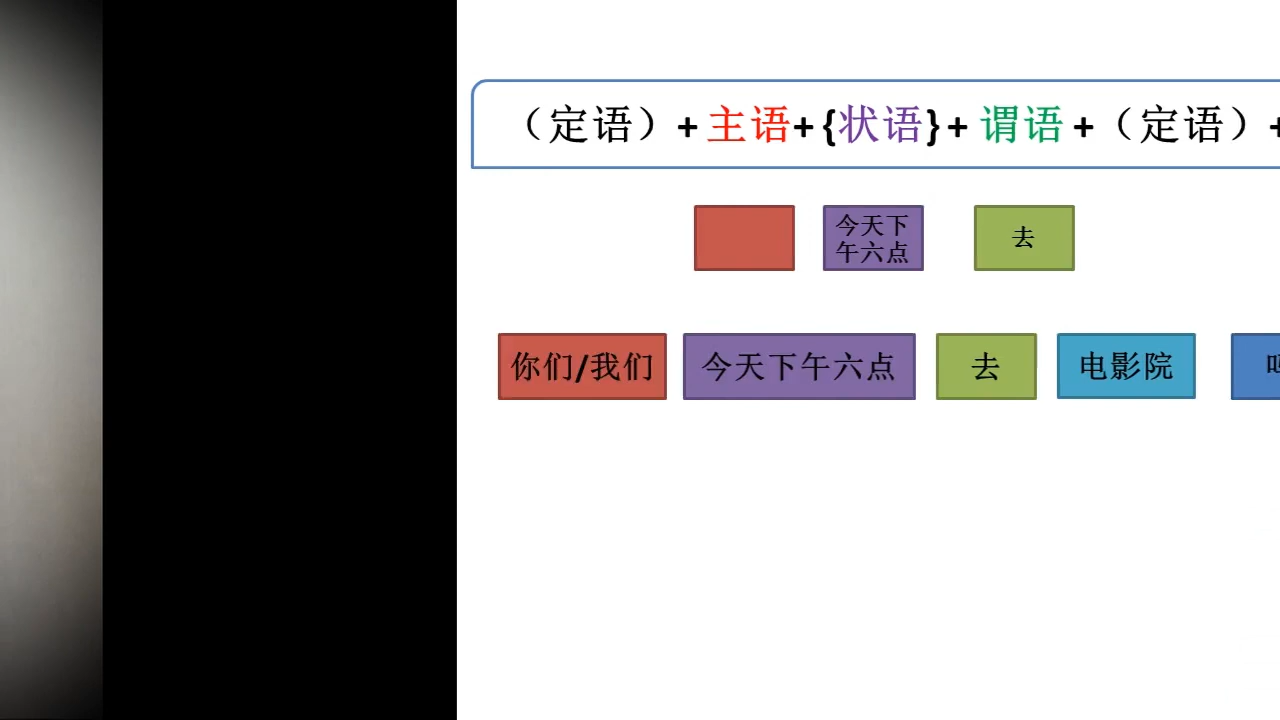 （定语）+主语+{状语}+谓语+（定语）+
今天下
午六点
去
你们/我们 今天下午六点 去 电影院